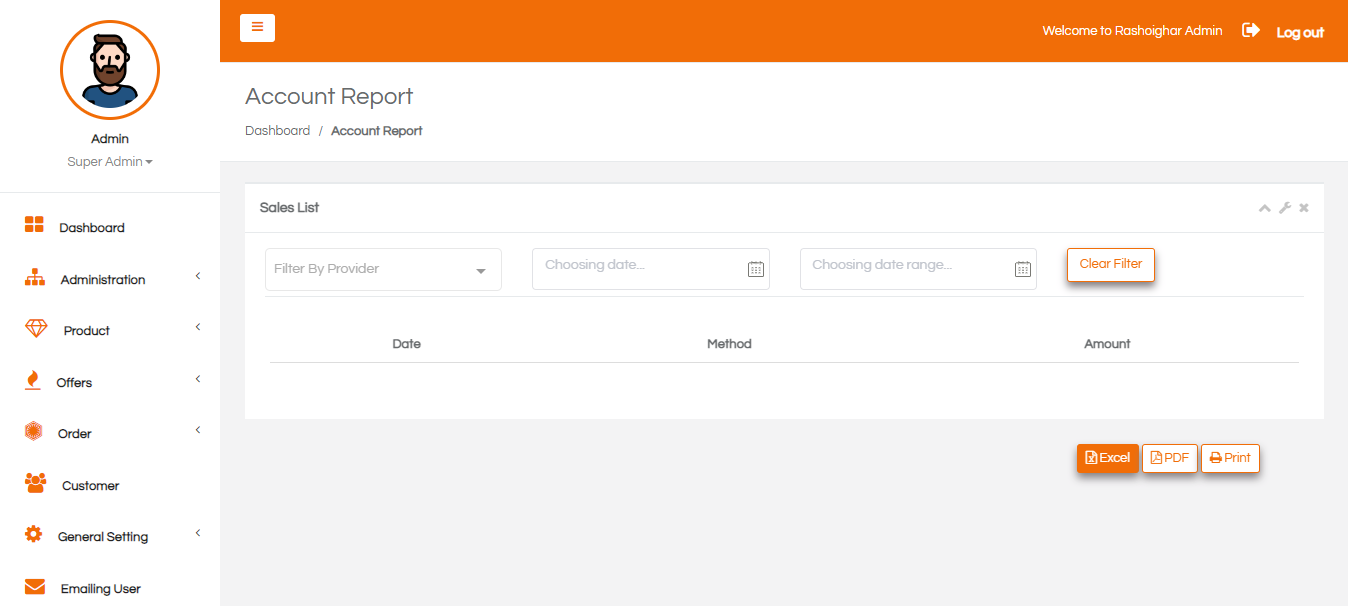 Welcome to Rashoighar Admin
Log out
Admin
Super Admin
Dashboard
Administration
Product
Offers
Order
Customer
General Setting
Emailing User
Account Report
Dashboard / Account Report
Sales List
Filter By Provider
Choosing date...
Choosing date range...
Clear Filter
Date Method Amount
Excel PDF Print